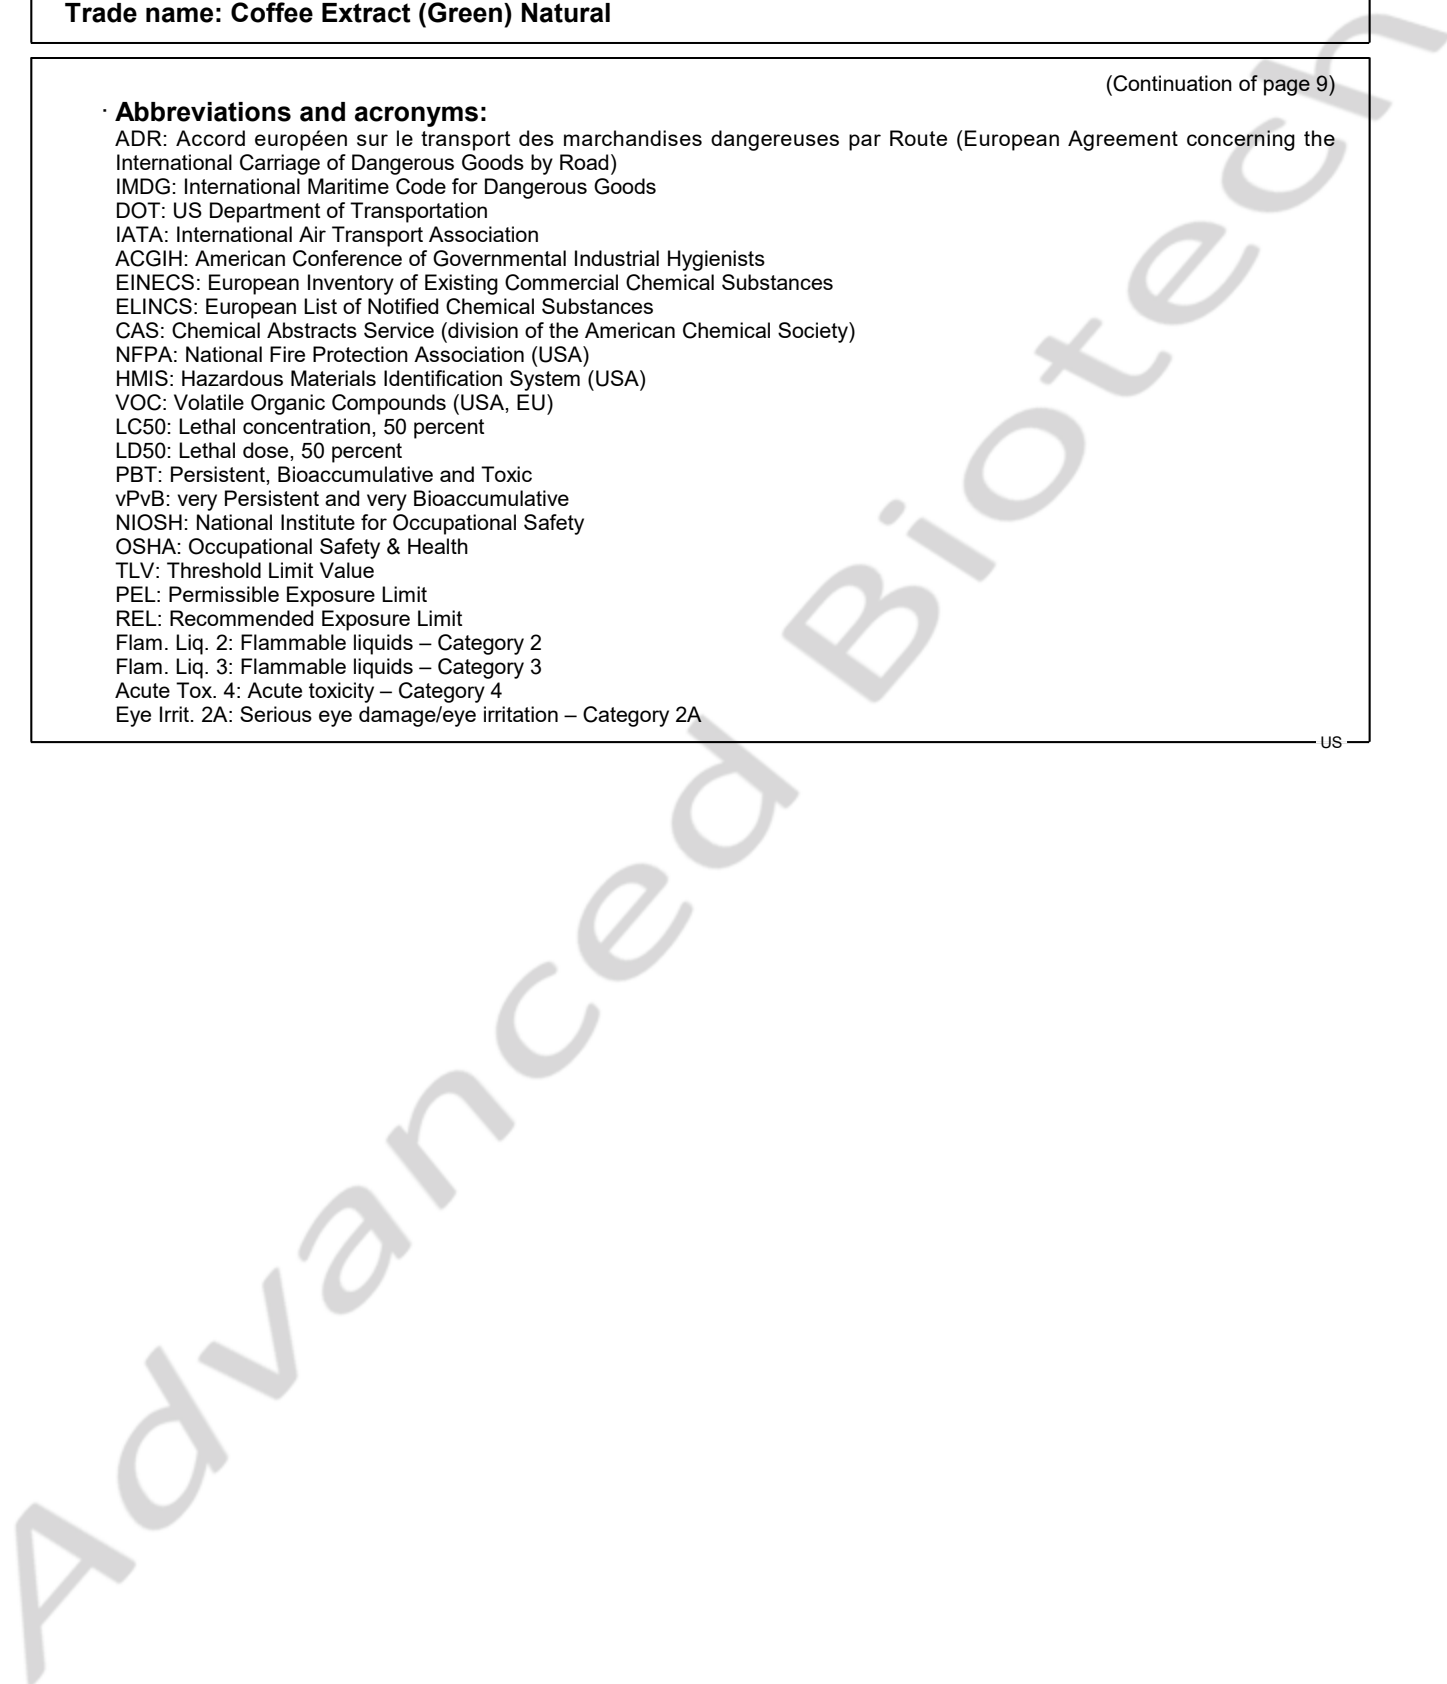 Trade name: Coffee Extract (Green) Natural
(Continuation of page 9)
· Abbreviations and acronyms:
ADR: Accord européen sur le transport des marchandises dangereuses par Route (European Agreement concerning the
International Carriage of Dangerous Goods by Road)
IMDG: International Maritime Code for Dangerous Goods
DOT: US Department of Transportation
IATA: International Air Transport Association
ACGIH: American Conference of Governmental Industrial Hygienists
EINECS: European Inventory of Existing Commercial Chemical Substances
ELINCS: European List of Notified Chemical Substances
CAS: Chemical Abstracts Service (division of the American Chemical Society)
NFPA: National Fire Protection Association (USA)
HMIS: Hazardous Materials Identification System (USA)
VOC: Volatile Organic Compounds (USA, EU)
LC50: Lethal concentration, 50 percent
LD50: Lethal dose, 50 percent
PBT: Persistent, Bioaccumulative and Toxic
vPvB: very Persistent and very Bioaccumulative
NIOSH: National Institute for Occupational Safety
OSHA: Occupational Safety & Health
TLV: Threshold Limit Value
PEL: Permissible Exposure Limit
REL: Recommended Exposure Limit
Flam. Liq. 2: Flammable liquids – Category 2
Flam. Liq. 3: Flammable liquids – Category 3
Acute Tox. 4: Acute toxicity – Category 4
Eye Irrit. 2A: Serious eye damage/eye irritation – Category 2A
US
Advanced Biotech